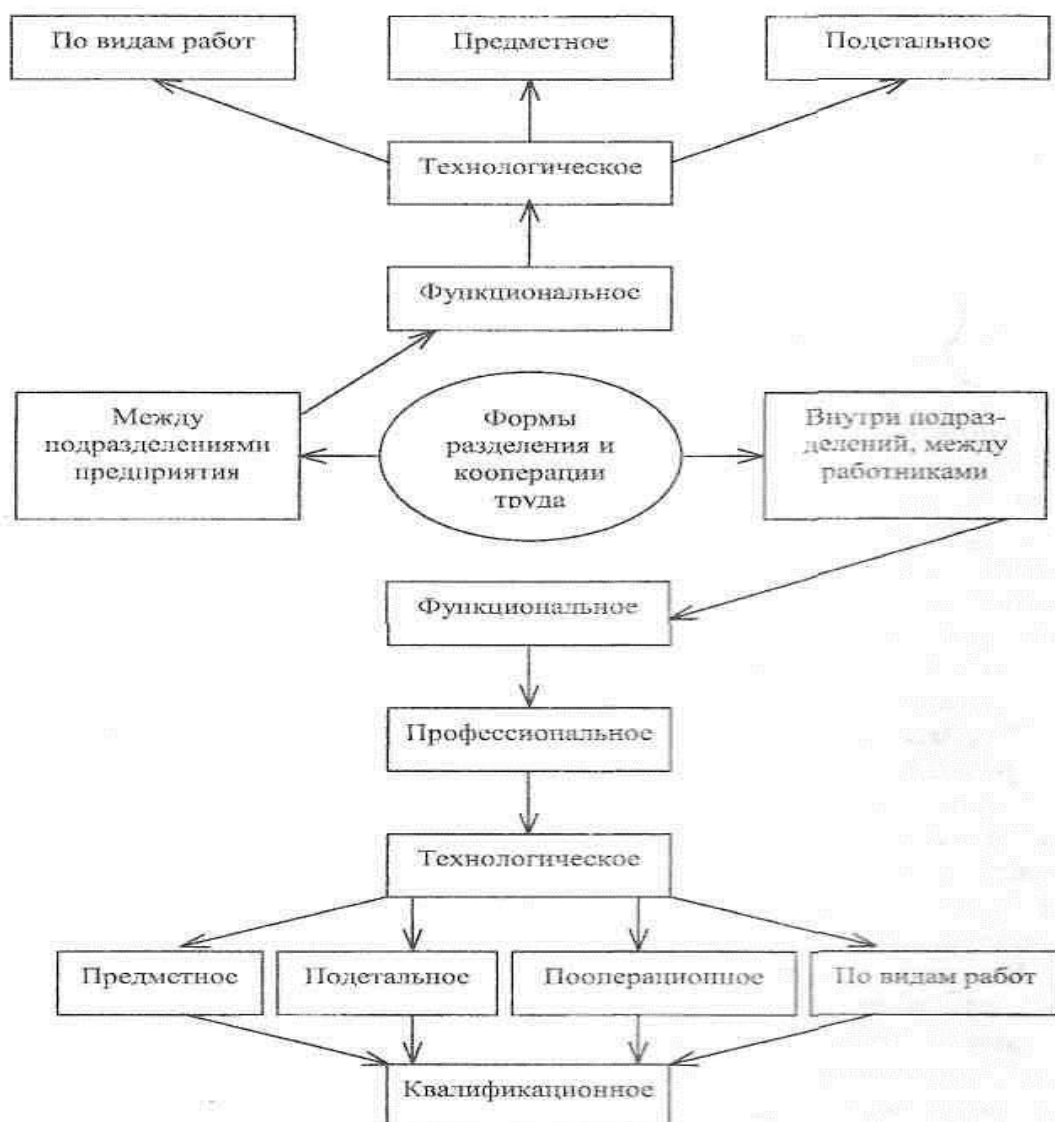 По видам работ
Предметное
Подетальное
Технологическое
Функциональное
Между
подразделениями
предприятия
Формы
разделения и
кооперации
труда
Внутри подраз-
делений, между
работниками
Функциональное
Профессиональное
Технологическое
Предметное
Подетальное
Пооперационное
По видам работ
Квалификационное